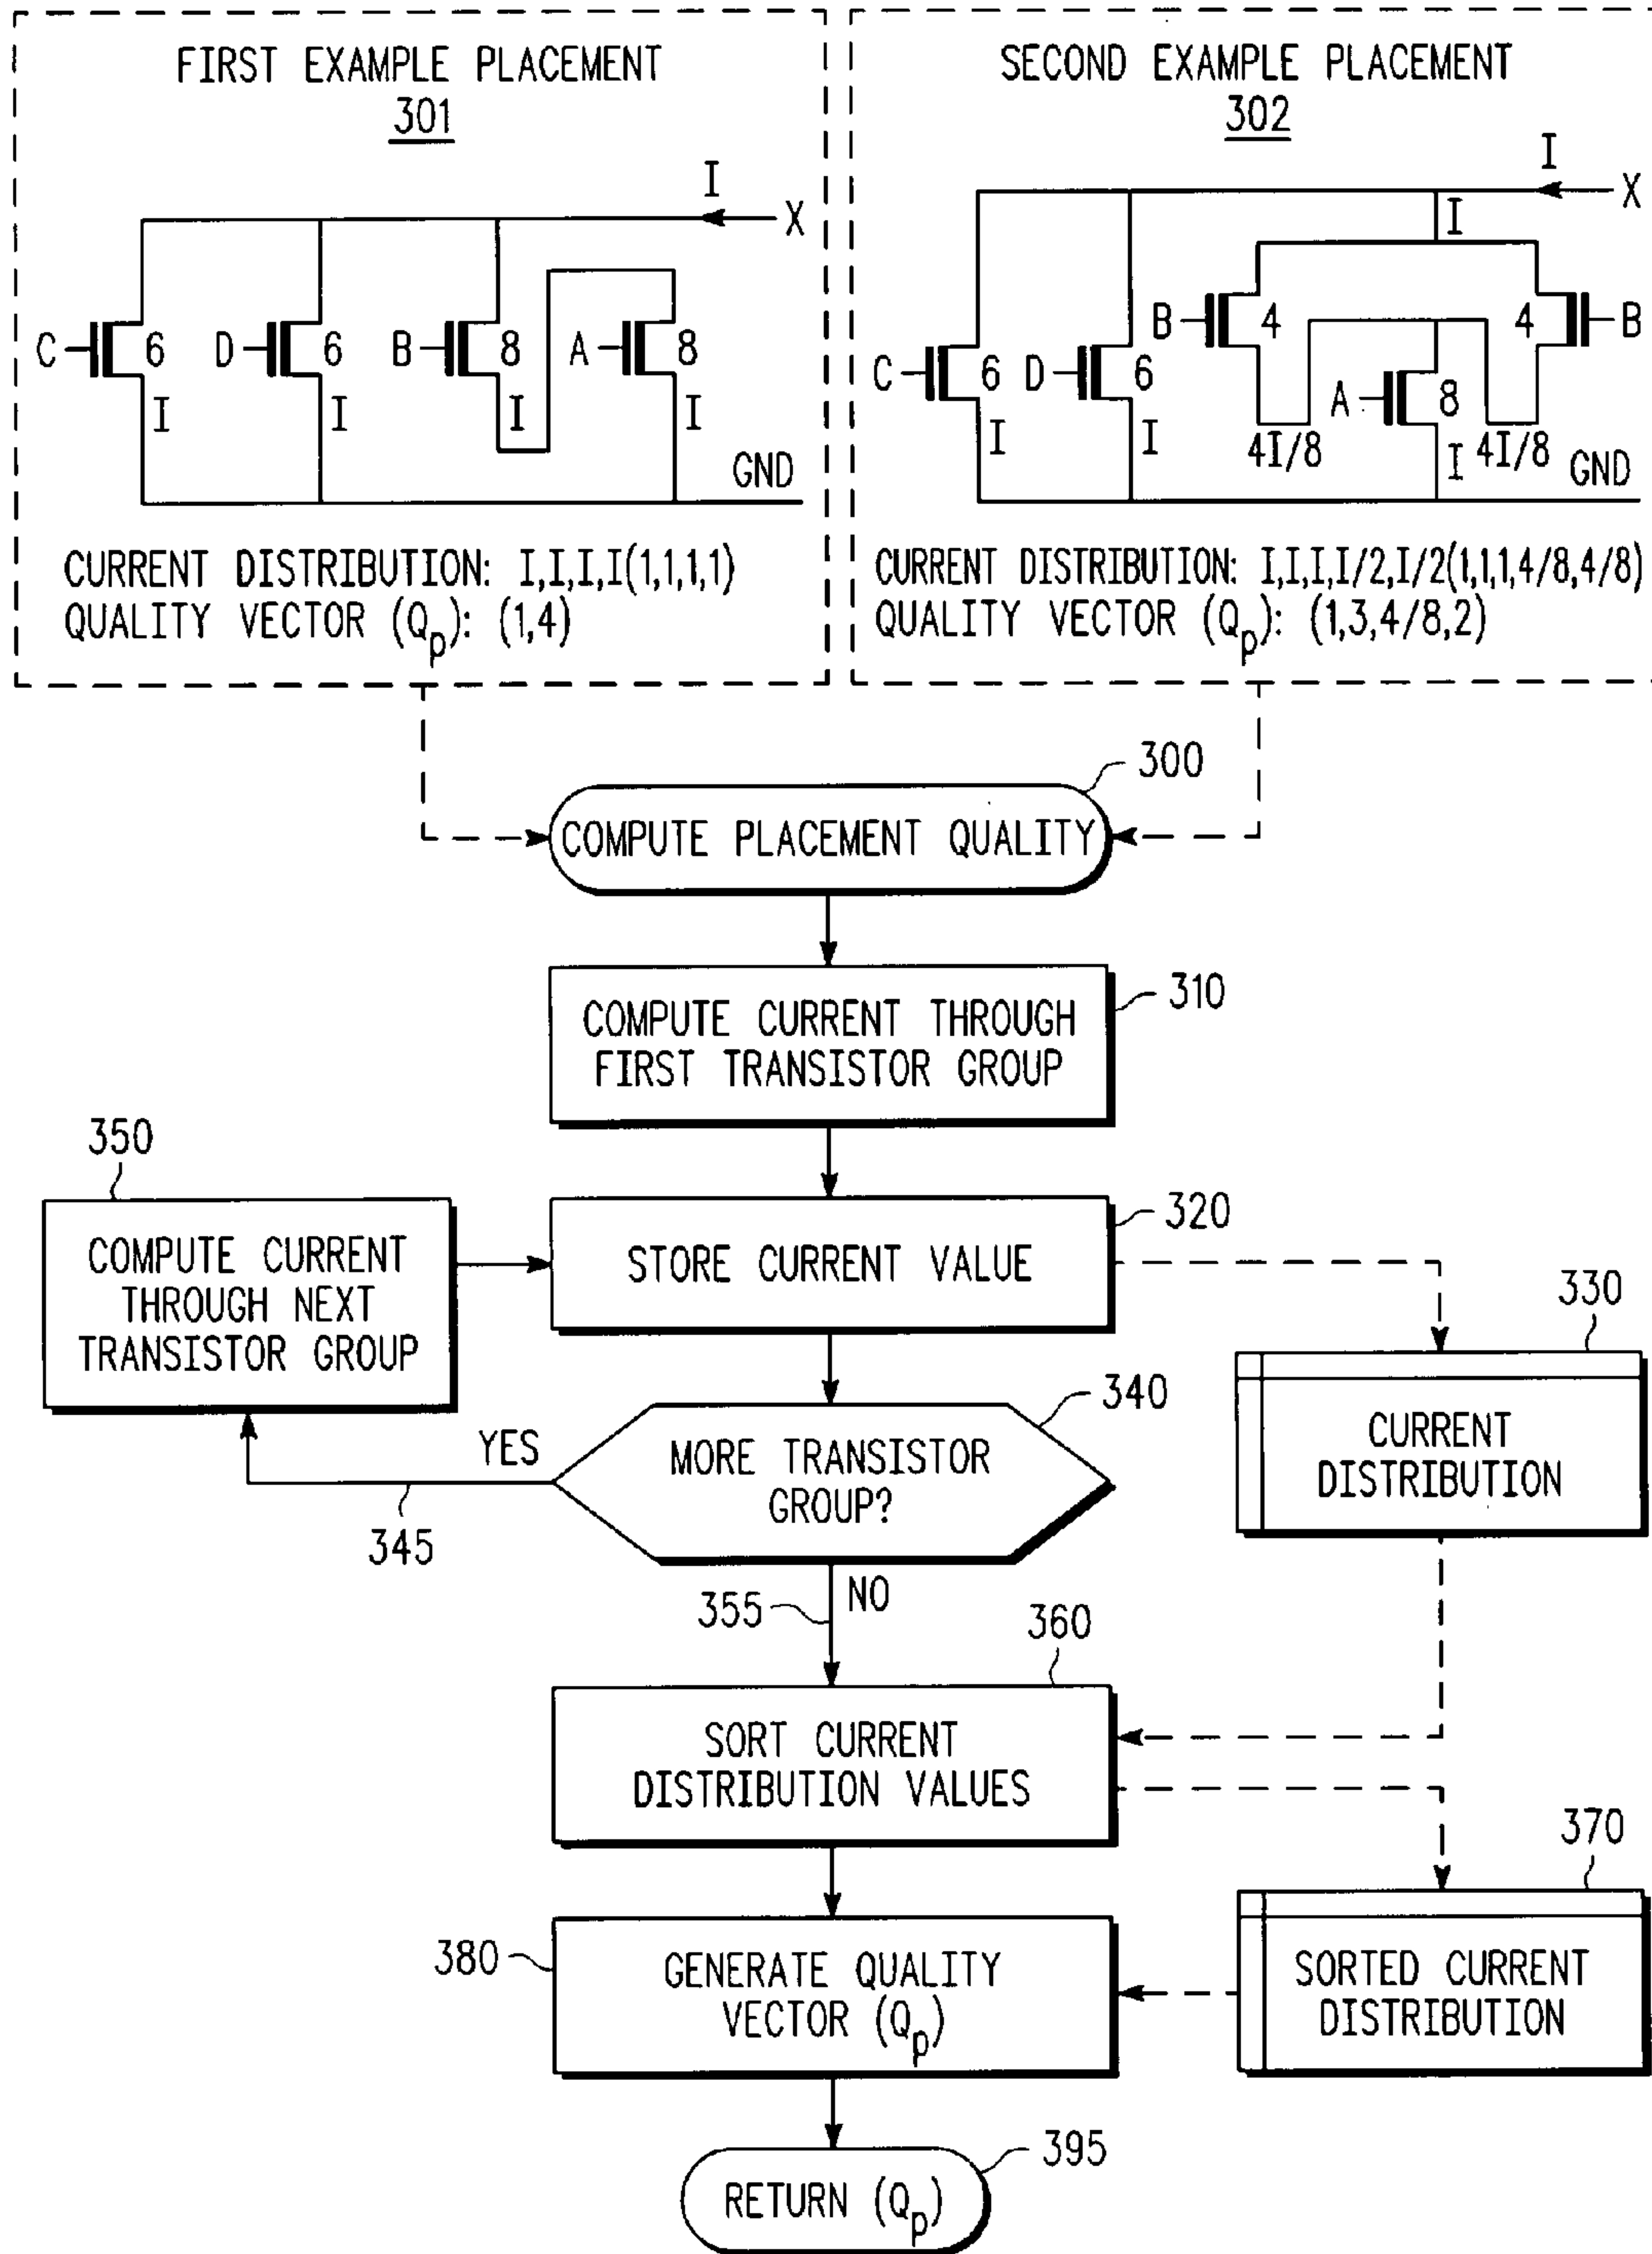 FIRST EXAMPLE PLACEMENT
301
I
X
C
6
D
6
B
8
A
8
I
I
I
I
GND
CURRENT DISTRIBUTION: I,I,I,I(1,1,1,1)
QUALITY VECTOR (Qp): (1,4)
SECOND EXAMPLE PLACEMENT
302
I
X
I
B
4
4
B
C
6
D
6
A
8
I
I
4I/8
I
4I/8
GND
CURRENT DISTRIBUTION: I,I,I,I/2,I/2(1,1,1,4/8,4/8)
QUALITY VECTOR (Qp): (1,3,4/8,2)
300
COMPUTE PLACEMENT QUALITY
310
COMPUTE CURRENT THROUGH
FIRST TRANSISTOR GROUP
350
COMPUTE CURRENT
THROUGH NEXT
TRANSISTOR GROUP
320
STORE CURRENT VALUE
330
CURRENT
DISTRIBUTION
340
MORE TRANSISTOR
GROUP?
YES
345
355
NO
360
SORT CURRENT
DISTRIBUTION VALUES
370
SORTED CURRENT
DISTRIBUTION
380
GENERATE QUALITY
VECTOR (Qp)
395
RETURN (Qp)